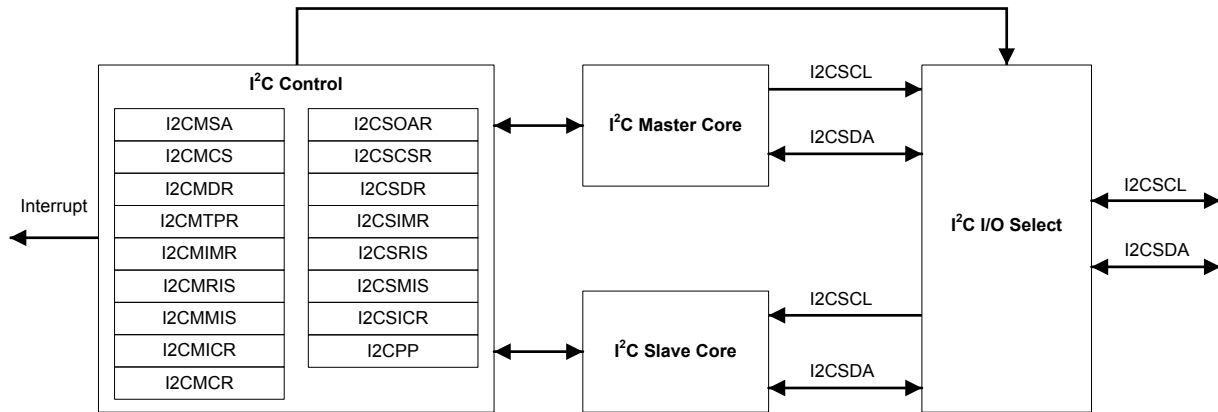 Interrupt
I²C Control
I2CMSA
I2CMCS
I2CMDR
I2CMTPR
I2CMIMR
I2CMRIS
I2CMMIS
I2CMICR
I2CMCR
I2CSOAR
I2CSCSR
I2CSDR
I2CSIMR
I2CSRIS
I2CSMIS
I2CSICR
I2CPP
I²C Master Core
I2CSCL
I2CSDA
I²C Slave Core
I2CSCL
I2CSDA
I²C I/O Select
I2CSCL
I2CSDA